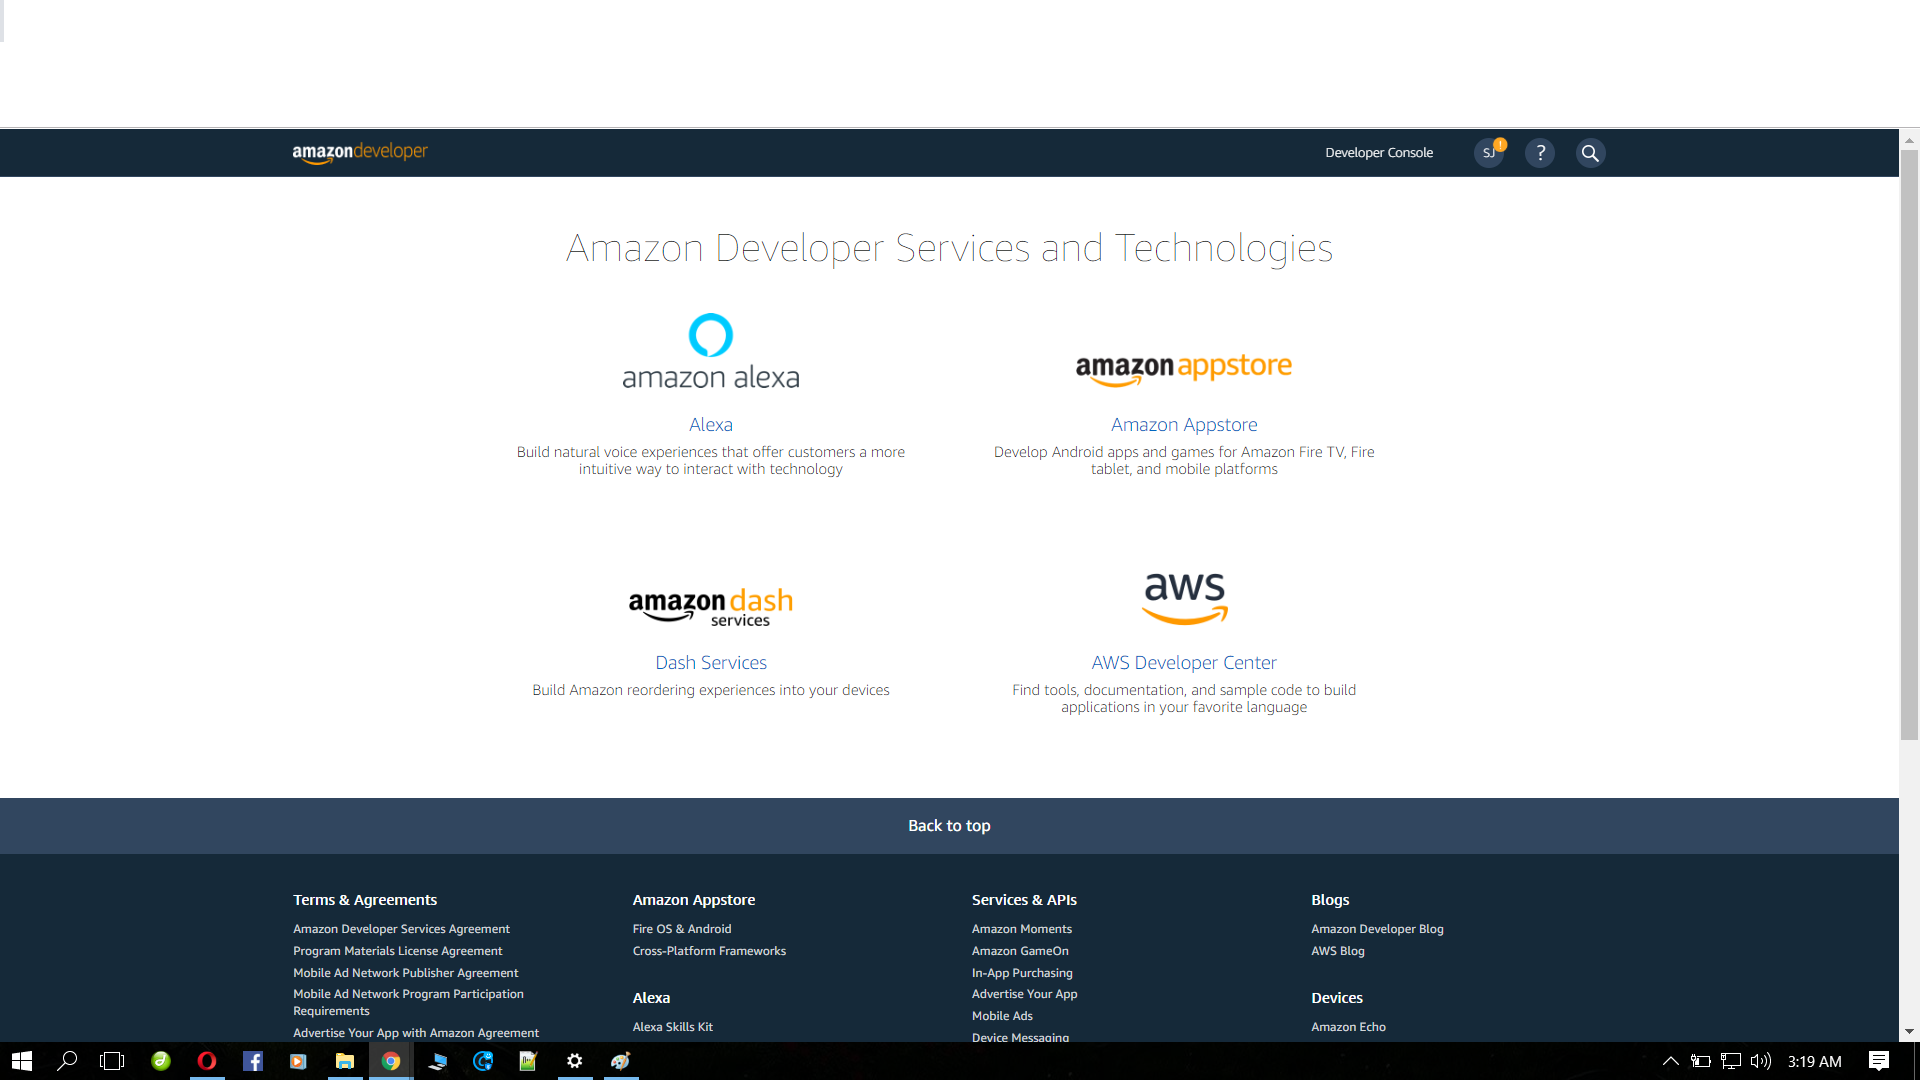 amazondeveloper
Developer Console
SJ
!
?
Amazon Developer Services and Technologies
amazon alexa
Alexa
Build natural voice experiences that offer customers a more
intuitive way to interact with technology
amazon appstore
Amazon Appstore
Develop Android apps and games for Amazon Fire TV, Fire
tablet, and mobile platforms
amazon dash
services
Dash Services
Build Amazon reordering experiences into your devices
aws
AWS Developer Center
Find tools, documentation, and sample code to build
applications in your favorite language
Back to top
Terms & Agreements
Amazon Developer Services Agreement
Program Materials License Agreement
Mobile Ad Network Publisher Agreement
Mobile Ad Network Program Participation
Requirements
Advertise Your App with Amazon Agreement
Amazon Appstore
Fire OS & Android
Cross-Platform Frameworks
Alexa
Alexa Skills Kit
Services & APIs
Amazon Moments
Amazon GameOn
In-App Purchasing
Advertise Your App
Mobile Ads
Device Messaging
Blogs
Amazon Developer Blog
AWS Blog
Devices
Amazon Echo
3:19 AM